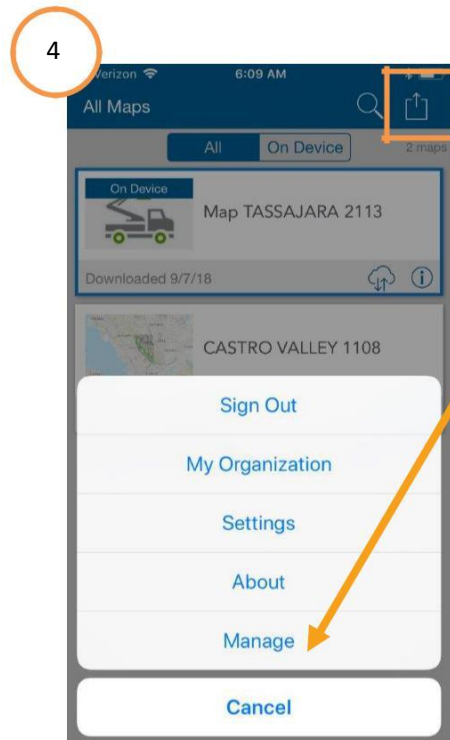 4
Verizon 6:09 AM
All Maps
All On Device 2 maps
On Device
Map TASSAJARA 2113
Downloaded 9/7/18
CASTRO VALLEY 1108
Sign Out
My Organization
Settings
About
Manage
Cancel